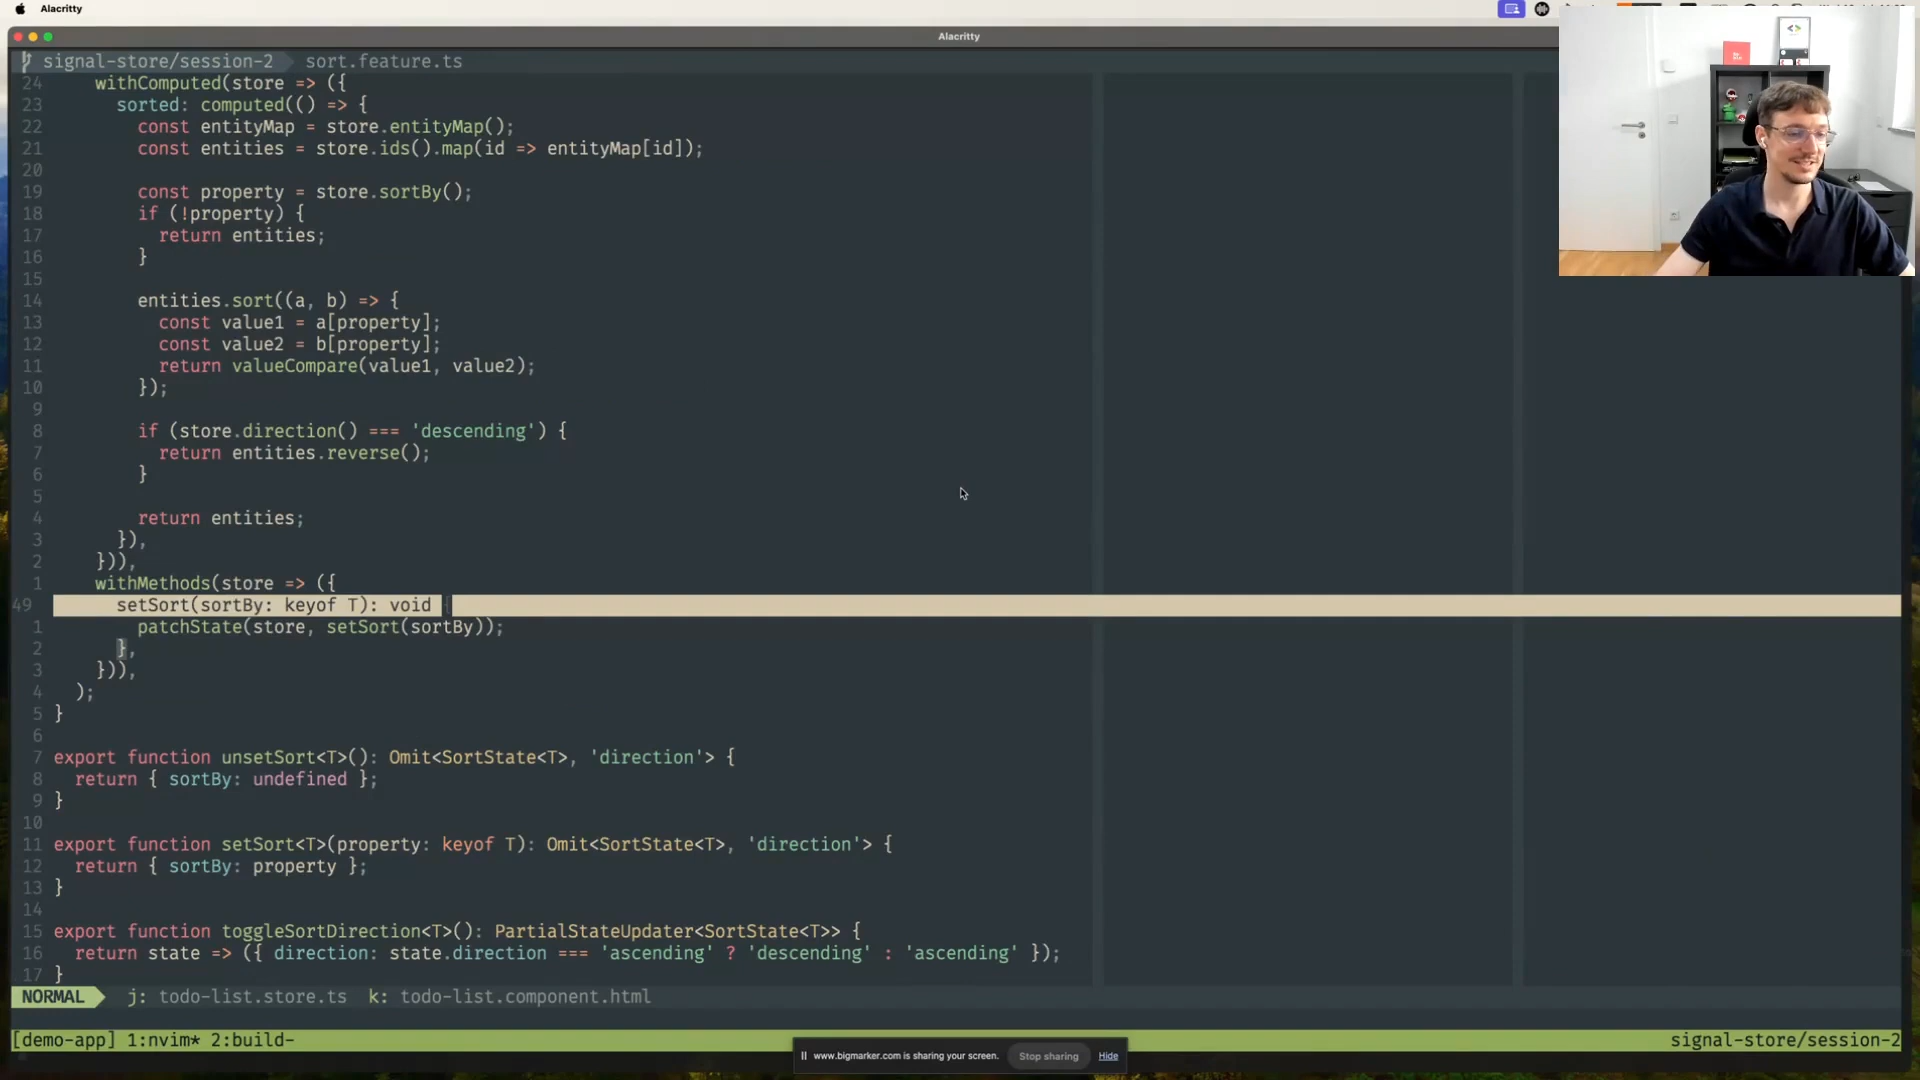 Alacritty
Alacritty
signal-store/session-2 sort.feature.ts
24 withComputed(store => ({
23 sorted: computed(() => {
22 const entityMap = store.entityMap();
21 const entities = store.ids().map(id => entityMap[id]);
20
19 const property = store.sortBy();
18 if (!property) {
17 return entities;
16 }
15
14 entities.sort((a, b) => {
13 const value1 = a[property];
12 const value2 = b[property];
11 return valueCompare(value1, value2);
10 });
9
8 if (store.direction() === 'descending') {
7 return entities.reverse();
6 }
5
4 return entities;
3 }),
2 })),
1 withMethods(store => ({
49 setSort(sortBy: keyof T): void {
1 patchState(store, setSort(sortBy));
2 },
3 })),
4 );
5 }
6
7 export function unsetSort<T>(): Omit<SortState<T>, 'direction'> {
8 return { sortBy: undefined };
9 }
10
11 export function setSort<T>(property: keyof T): Omit<SortState<T>, 'direction'> {
12 return { sortBy: property };
13 }
14
15 export function toggleSortDirection<T>(): PartialStateUpdater<SortState<T>> {
16 return state => ({ direction: state.direction === 'ascending' ? 'descending' : 'ascending' });
17 }
NORMAL j: todo-list.store.ts k: todo-list.component.html
[demo-app] 1:nvim* 2:build- signal-store/session-2
www.bigmarker.com is sharing your screen. Stop sharing Hide